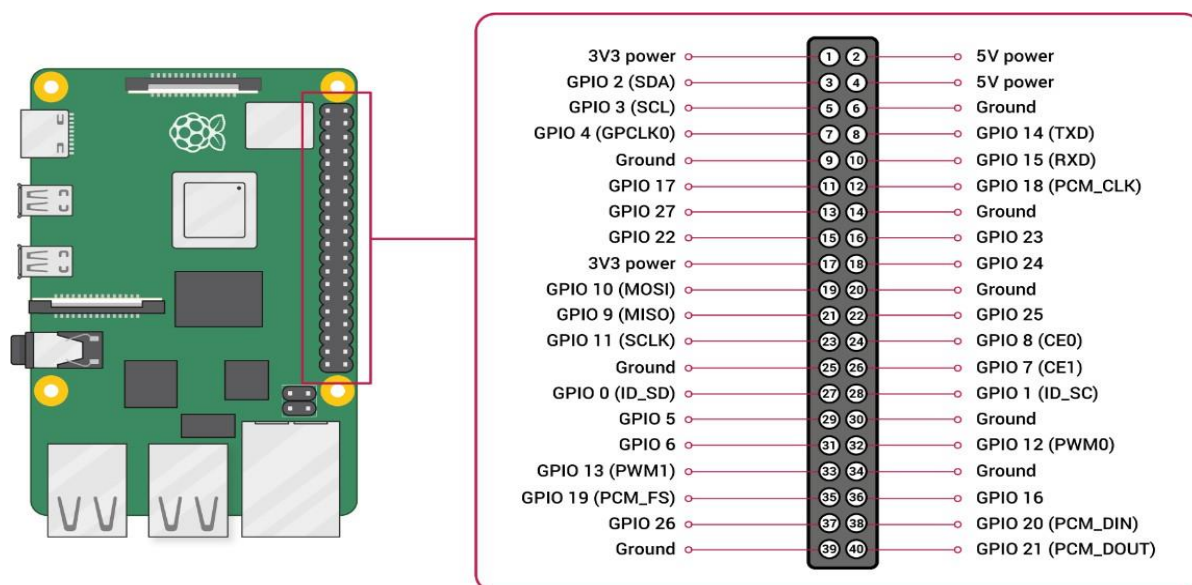 3V3 power 1 2 5V power
GPIO 2 (SDA) 3 4 5V power
GPIO 3 (SCL) 5 6 Ground
GPIO 4 (GPCLK0) 7 8 GPIO 14 (TXD)
Ground 9 10 GPIO 15 (RXD)
GPIO 17 11 12 GPIO 18 (PCM_CLK)
GPIO 27 13 14 Ground
GPIO 22 15 16 GPIO 23
3V3 power 17 18 GPIO 24
GPIO 10 (MOSI) 19 20 Ground
GPIO 9 (MISO) 21 22 GPIO 25
GPIO 11 (SCLK) 23 24 GPIO 8 (CE0)
Ground 25 26 GPIO 7 (CE1)
GPIO 0 (ID_SD) 27 28 GPIO 1 (ID_SC)
GPIO 5 29 30 Ground
GPIO 6 31 32 GPIO 12 (PWM0)
GPIO 13 (PWM1) 33 34 Ground
GPIO 19 (PCM_FS) 35 36 GPIO 16
GPIO 26 37 38 GPIO 20 (PCM_DIN)
Ground 39 40 GPIO 21 (PCM_DOUT)